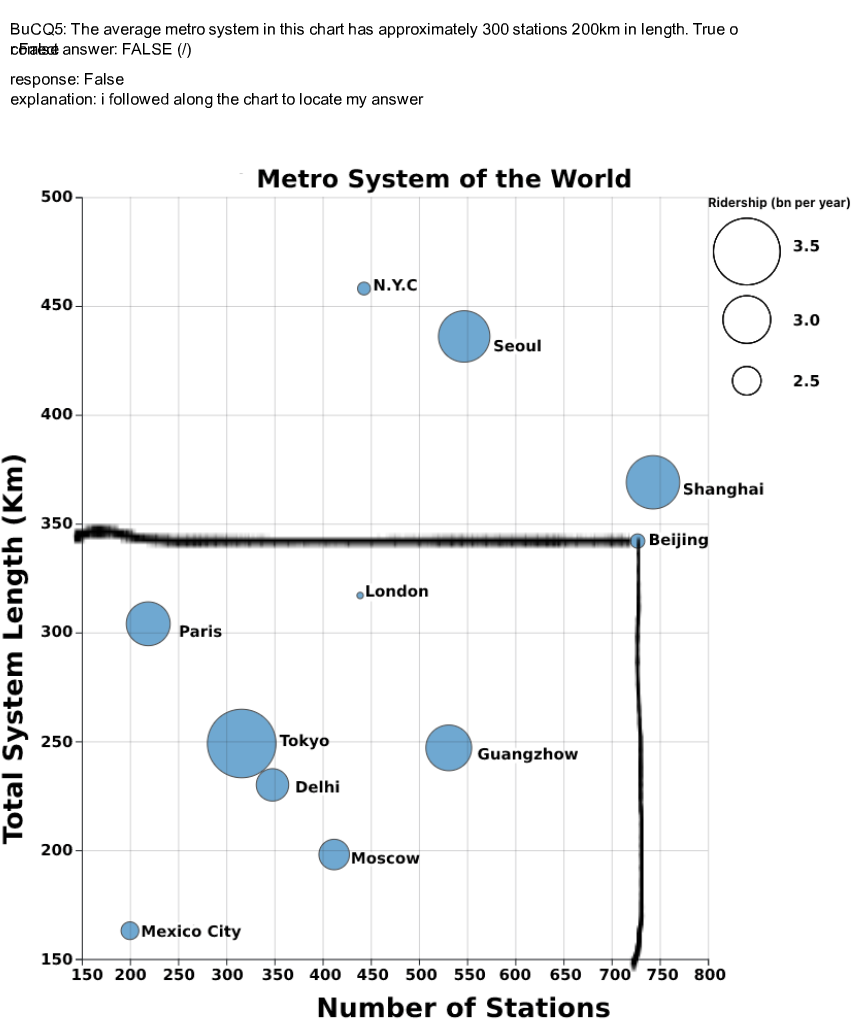 BuCQ5: The average metro system in this chart has approximately 300 stations 200km in length. True o
answer: FALSE (/)
response: False
explanation: i followed along the chart to locate my answer
Metro System of the World
Ridership (bn per year)
3.5
3.0
2.5
500
450
400
350
300
250
200
150
N.Y.C
Seoul
Shanghai
Beijing
London
Paris
Tokyo
Guangzhow
Delhi
Moscow
Mexico City
Total System Length (Km)
150 200 250 300 350 400 450 500 550 600 650 700 750 800
Number of Stations